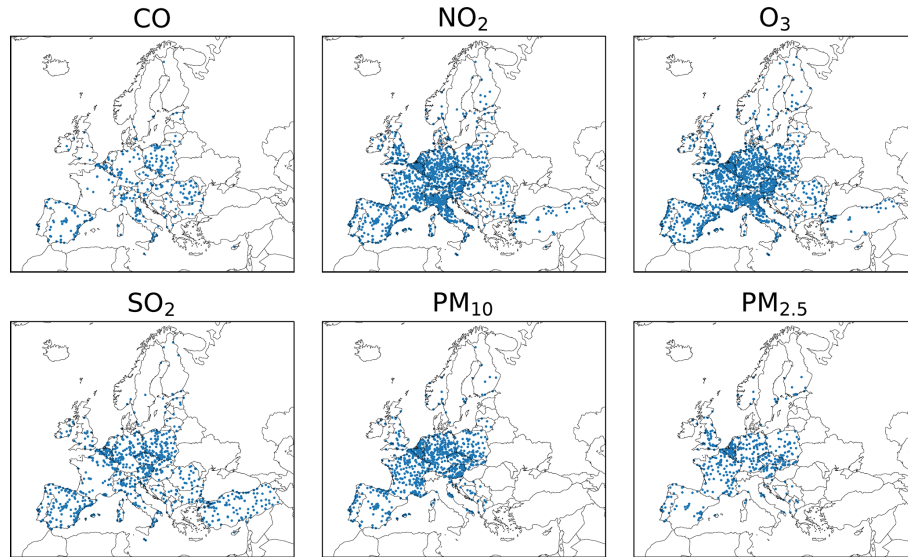 CO
NO₂
O₃
SO₂
PM₁₀
PM₂.₅